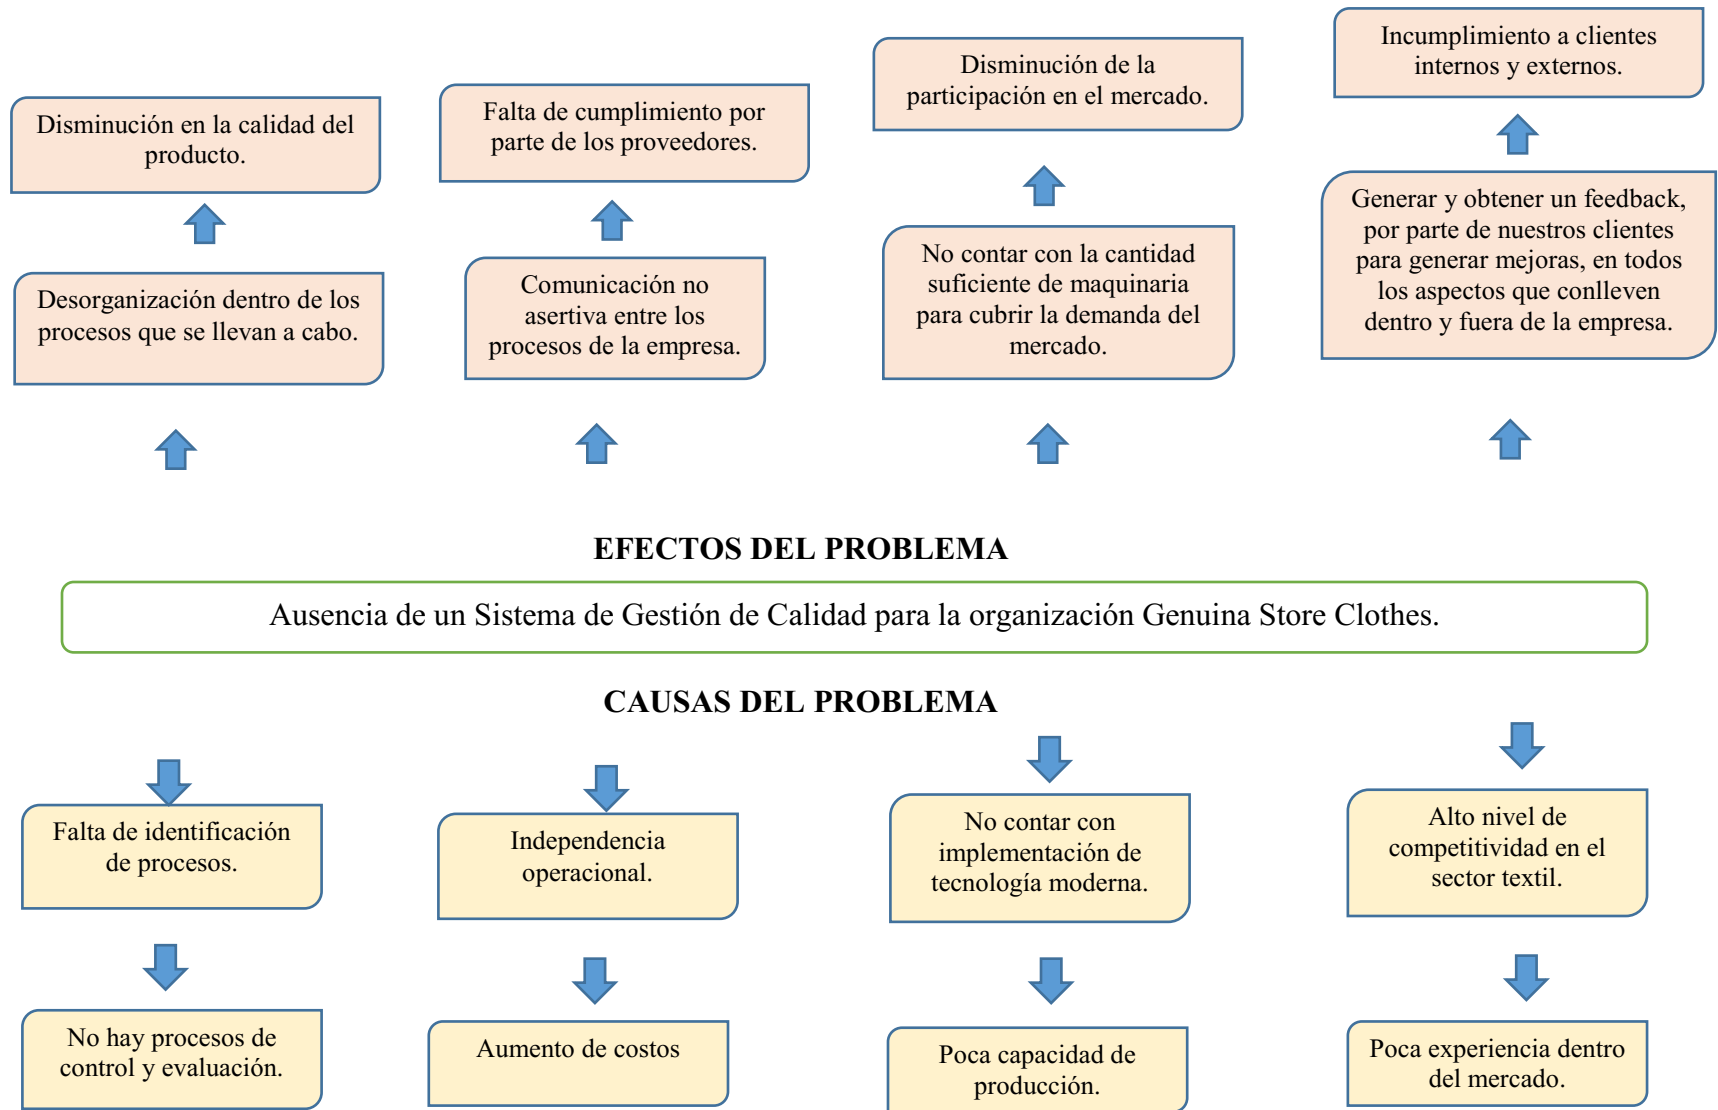 Incumplimiento a clientes
internos y externos.
Disminución de la
participación en el mercado.
Falta de cumplimiento por
parte de los proveedores.
Disminución en la calidad del
producto.
Generar y obtener un feedback,
por parte de nuestros clientes
para generar mejoras, en todos
los aspectos que conlleven
dentro y fuera de la empresa.
No contar con la cantidad
suficiente de maquinaria
para cubrir la demanda del
mercado.
Comunicación no
asertiva entre los
procesos de la empresa.
Desorganización dentro de los
procesos que se llevan a cabo.
EFECTOS DEL PROBLEMA
Ausencia de un Sistema de Gestión de Calidad para la organización Genuina Store Clothes.
CAUSAS DEL PROBLEMA
Falta de identificación
de procesos.
Independencia
operacional.
No contar con
implementación de
tecnología moderna.
Alto nivel de
competitividad en el
sector textil.
No hay procesos de
control y evaluación.
Aumento de costos
Poca capacidad de
producción.
Poca experiencia dentro
del mercado.